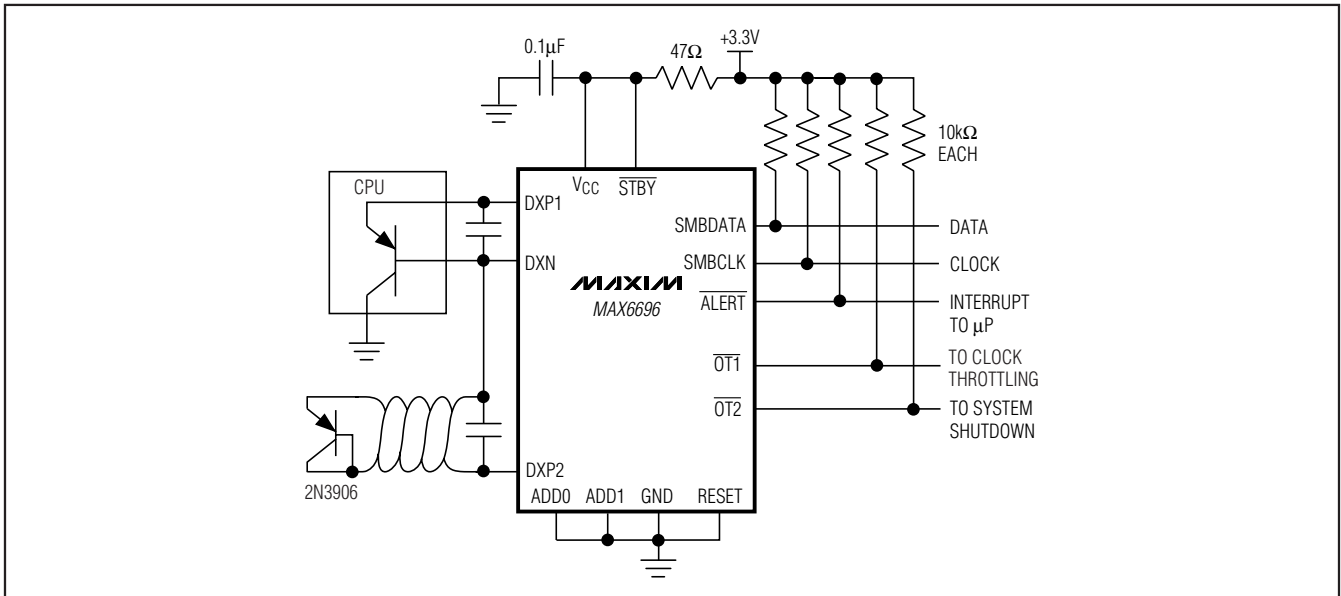 0.1μF
47Ω
+3.3V
10kΩ
EACH
CPU
VCC
STBY
DXP1
SMBDATA
DATA
DXN
SMBCLK
CLOCK
MAXIM
MAX6696
ALERT
INTERRUPT
TO μP
OT1
TO CLOCK
THROTTLING
OT2
TO SYSTEM
SHUTDOWN
DXP2
2N3906
ADD0
ADD1
GND
RESET